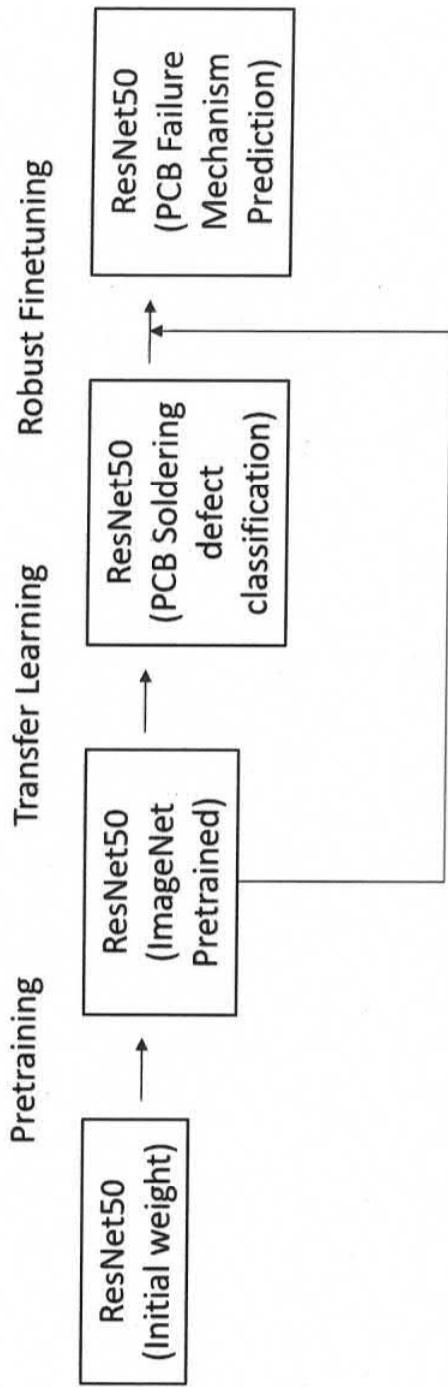 Pretraining
Transfer Learning
Robust Finetuning
ResNet50
(Initial weight)
ResNet50
(ImageNet
Pretrained)
ResNet50
(PCB Soldering
defect
classification)
ResNet50
(PCB Failure
Mechanism
Prediction)